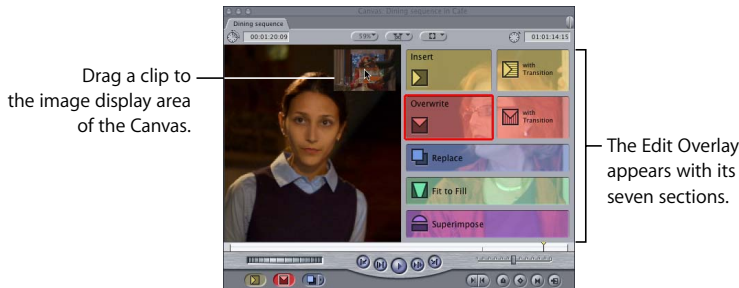 Canvas: Dining sequence in Cafe
Dining sequence
00:01:20:09
59%
01:01:14:15
Drag a clip to
the image display area
of the Canvas.
Insert
with
Transition
Overwrite
with
Transition
Replace
Fit to Fill
Superimpose
The Edit Overlay
appears with its
seven sections.